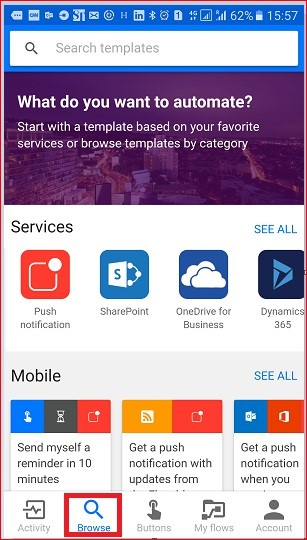 62% 15:57
Search templates
What do you want to automate?
Start with a template based on your favorite
services or browse templates by category
Services SEE ALL
Push
notification
SharePoint
OneDrive for
Business
Dynamics
365
Mobile SEE ALL
Send myself a
reminder in 10
minutes
Get a push
notification with
updates from
Get a push
notification
when you
Activity Browse Buttons My flows Account